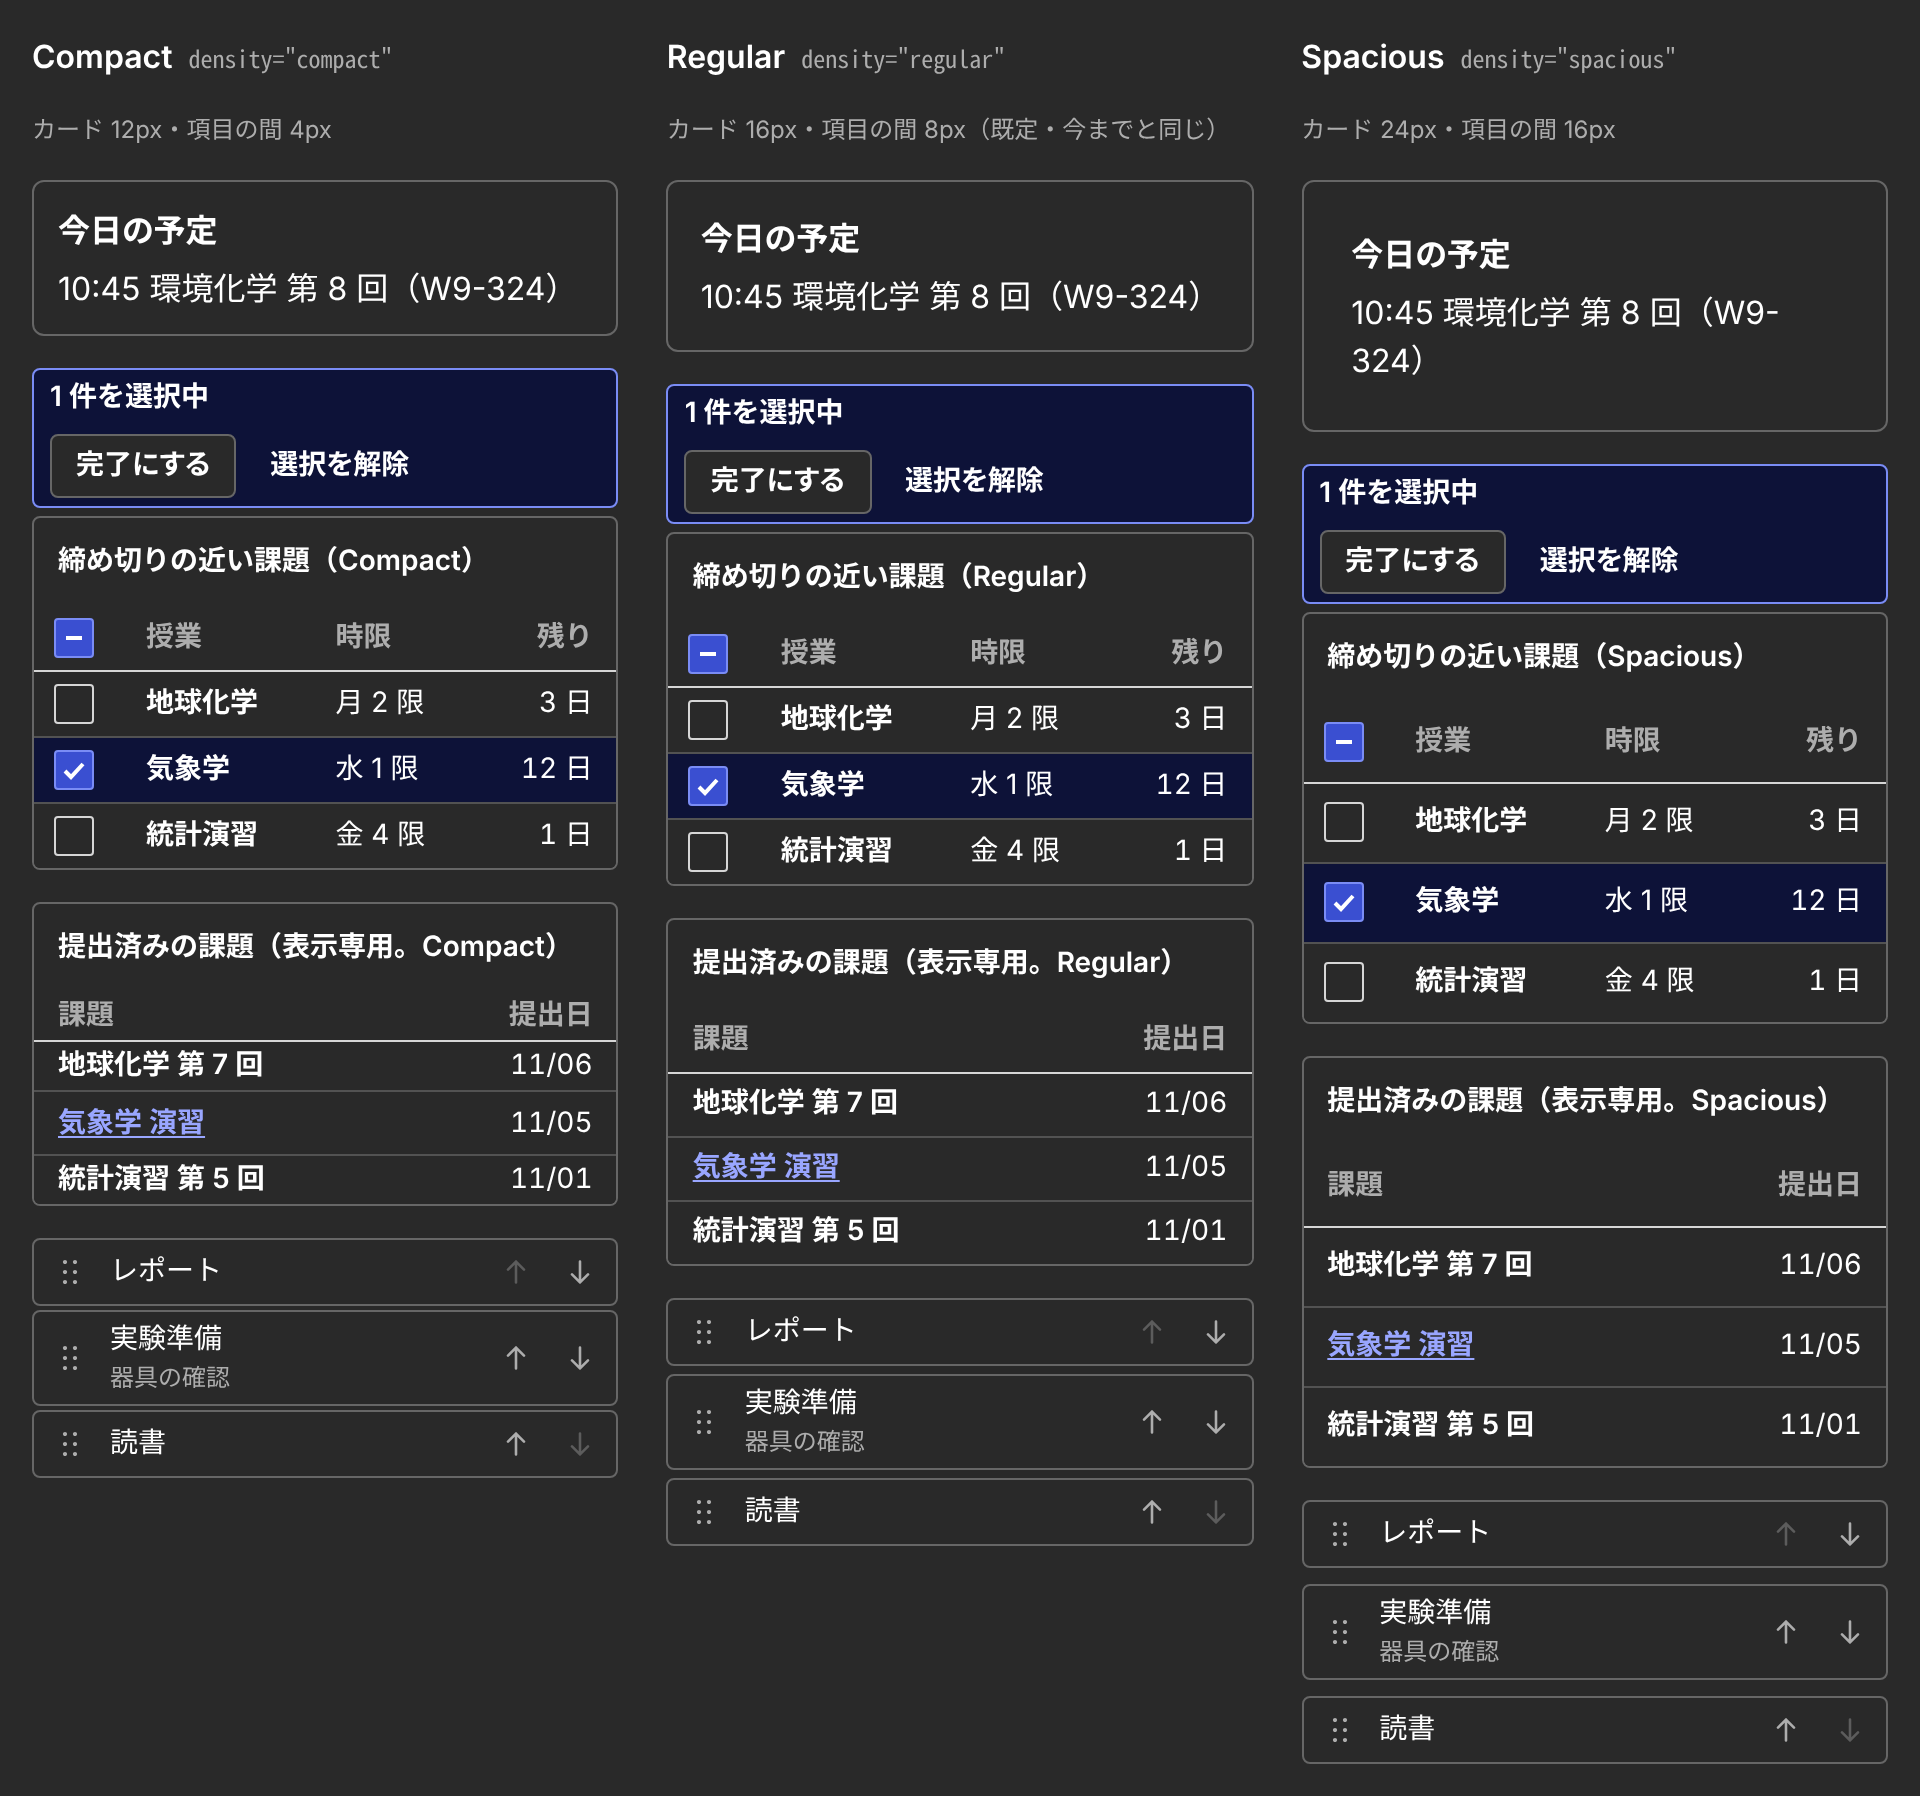 Compact density="compact"
カード 12px・項目の間 4px
今日の予定
10:45 環境化学 第 8 回（W9-324）
1 件を選択中
完了にする 選択を解除
締め切りの近い課題（Compact）
授業 時限 残り
地球化学 月 2 限 3 日
気象学 水 1 限 12 日
統計演習 金 4 限 1 日
提出済みの課題（表示専用。Compact）
課題 提出日
地球化学 第 7 回 11/06
気象学 演習 11/05
統計演習 第 5 回 11/01
レポート
実験準備
器具の確認
読書
Regular density="regular"
カード 16px・項目の間 8px（既定・今までと同じ）
今日の予定
10:45 環境化学 第 8 回（W9-324）
1 件を選択中
完了にする 選択を解除
締め切りの近い課題（Regular）
授業 時限 残り
地球化学 月 2 限 3 日
気象学 水 1 限 12 日
統計演習 金 4 限 1 日
提出済みの課題（表示専用。Regular）
課題 提出日
地球化学 第 7 回 11/06
気象学 演習 11/05
統計演習 第 5 回 11/01
レポート
実験準備
器具の確認
読書
Spacious density="spacious"
カード 24px・項目の間 16px
今日の予定
10:45 環境化学 第 8 回（W9-
324）
1 件を選択中
完了にする 選択を解除
締め切りの近い課題（Spacious）
授業 時限 残り
地球化学 月 2 限 3 日
気象学 水 1 限 12 日
統計演習 金 4 限 1 日
提出済みの課題（表示専用。Spacious）
課題 提出日
地球化学 第 7 回 11/06
気象学 演習 11/05
統計演習 第 5 回 11/01
レポート
実験準備
器具の確認
読書